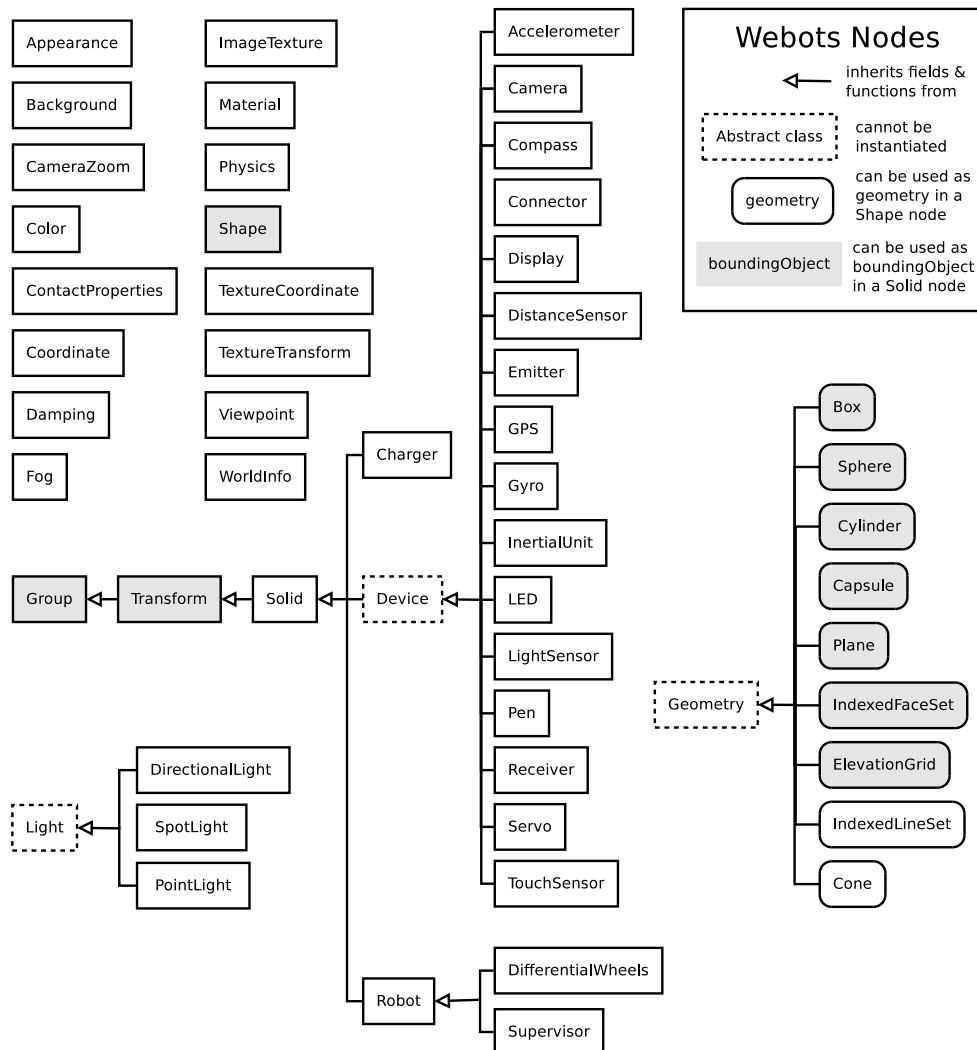 Appearance
Background
CameraZoom
Color
ContactProperties
Coordinate
Damping
Fog
ImageTexture
Material
Physics
Shape
TextureCoordinate
TextureTransform
Viewpoint
WorldInfo
Group
Transform
Solid
Charger
Device
Robot
Accelerometer
Camera
Compass
Connector
Display
DistanceSensor
Emitter
GPS
Gyro
InertialUnit
LED
LightSensor
Pen
Receiver
Servo
TouchSensor
DifferentialWheels
Supervisor
Light
DirectionalLight
SpotLight
PointLight
Webots Nodes
inherits fields &
functions from
Abstract class
cannot be
instantiated
geometry
can be used as
geometry in a
Shape node
boundingObject
can be used as
boundingObject
in a Solid node
Geometry
Box
Sphere
Cylinder
Capsule
Plane
IndexedFaceSet
ElevationGrid
IndexedLineSet
Cone